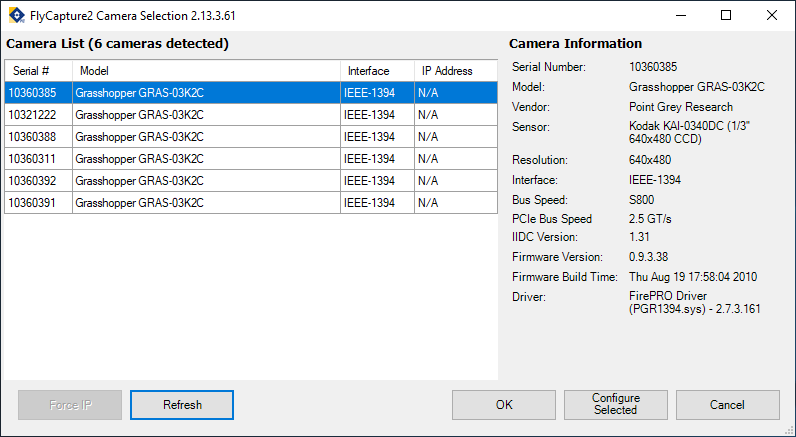 FlyCapture2 Camera Selection 2.13.3.61
Camera List (6 cameras detected)
Serial # Model Interface IP Address
10360385 Grasshopper GRAS-03K2C IEEE-1394 N/A
10321222 Grasshopper GRAS-03K2C IEEE-1394 N/A
10360388 Grasshopper GRAS-03K2C IEEE-1394 N/A
10360311 Grasshopper GRAS-03K2C IEEE-1394 N/A
10360392 Grasshopper GRAS-03K2C IEEE-1394 N/A
10360391 Grasshopper GRAS-03K2C IEEE-1394 N/A
Camera Information
Serial Number: 10360385
Model: Grasshopper GRAS-03K2C
Vendor: Point Grey Research
Sensor: Kodak KAI-0340DC (1/3"
640x480 CCD)
Resolution: 640x480
Interface: IEEE-1394
Bus Speed: S800
PCIe Bus Speed 2.5 GT/s
IIDC Version: 1.31
Firmware Version: 0.9.3.38
Firmware Build Time: Thu Aug 19 17:58:04 2010
Driver: FirePRO Driver
(PGR1394.sys) - 2.7.3.161
Force IP Refresh OK Configure
Selected Cancel